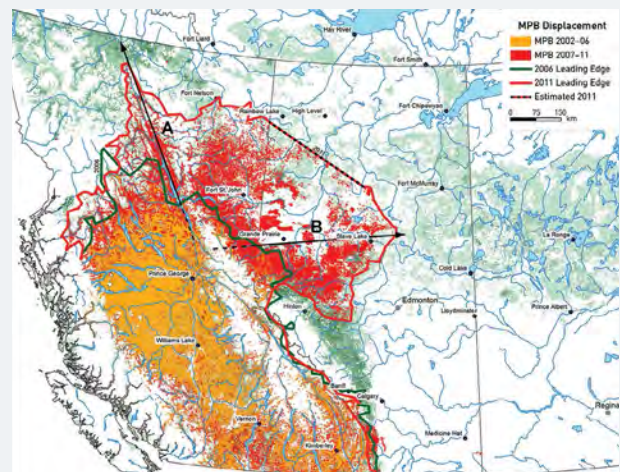 MPB Displacement
MPB 2002–06
MPB 2007–11
2006 Leading Edge
2011 Leading Edge
Estimated 2011
0 75 150
km
Fort Liard
Hay River
Fort Smith
Fort Nelson
Rainbow Lake
High Level
Fort Chipewyan
A
2006
Fort St. John
Fort McMurray
B
Grande Prairie
Slave Lake
La Ronge
Prince George
Cold Lake
Hinton
Edmonton
Lloydminster
Prince Albert
Williams Lake
Banff
Calgary
Vernon
Kimberley
Medicine Hat
Regina